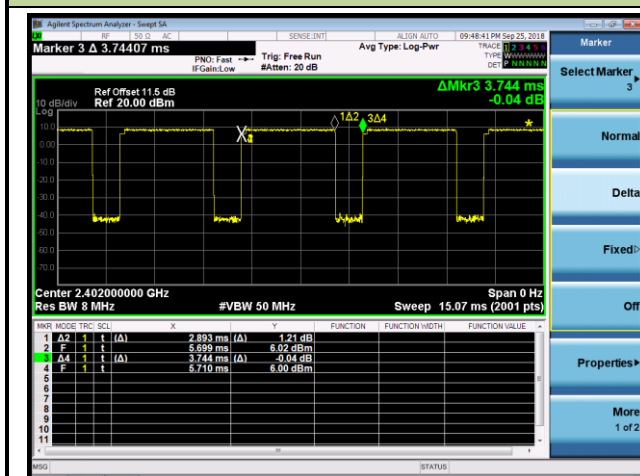 Agilent Spectrum Analyzer - Swept SA
RF 50 Ω AC SENSE:INT ALIGN AUTO 09:48:41 PM Sep 25, 2018
Marker 3 Δ 3.74407 ms
PNO: Fast Trig: Free Run Avg Type: Log-Pwr TRACE 1 2 3 4 5 6
IFGain:Low #Atten: 20 dB TYPE WWWWWW
DET P NNNNN
Ref Offset 11.5 dB ΔMkr3 3.744 ms
10 dB/div Ref 20.00 dBm -0.04 dB
Log
10.0
0.00
-10.0
-20.0
-30.0
-40.0
-50.0
-60.0
-70.0
1Δ2
3Δ4
Center 2.402000000 GHz Span 0 Hz
Res BW 8 MHz #VBW 50 MHz Sweep 15.07 ms (2001 pts)
MKR MODE TRC SCL X Y FUNCTION FUNCTION WIDTH FUNCTION VALUE
1 Δ2 1 t (Δ) 2.893 ms (Δ) 1.21 dB
2 F 1 t 5.699 ms 6.02 dBm
3 Δ4 1 t (Δ) 3.744 ms (Δ) -0.04 dB
4 F 1 t 5.710 ms 6.00 dBm
5
6
7
8
9
10
11
MSG STATUS
Marker
Select Marker
3
Normal
Delta
Fixed
Off
Properties
More
1 of 2